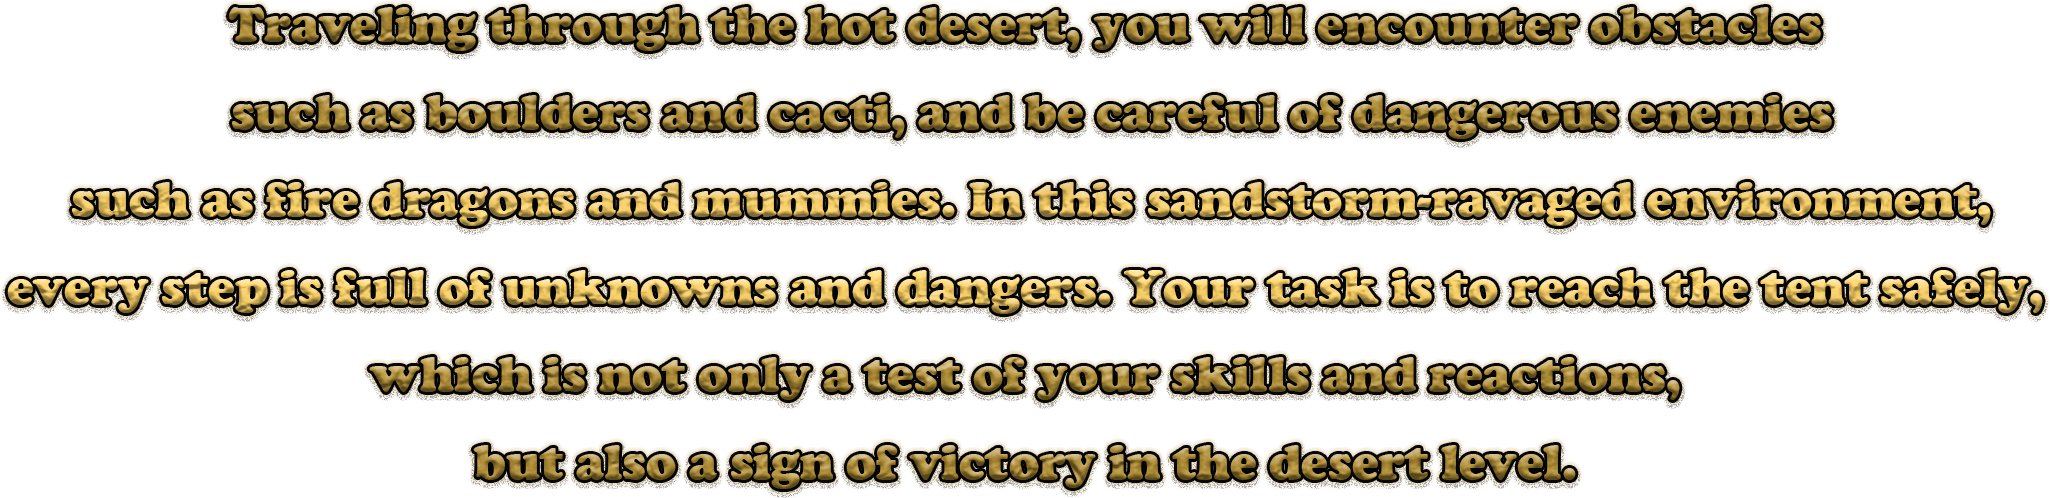 Traveling through the hot desert, you will encounter obstacles
such as boulders and cacti, and be careful of dangerous enemies
such as fire dragons and mummies. In this sandstorm-ravaged environment,
every step is full of unknowns and dangers. Your task is to reach the tent safely,
which is not only a test of your skills and reactions,
but also a sign of victory in the desert level.